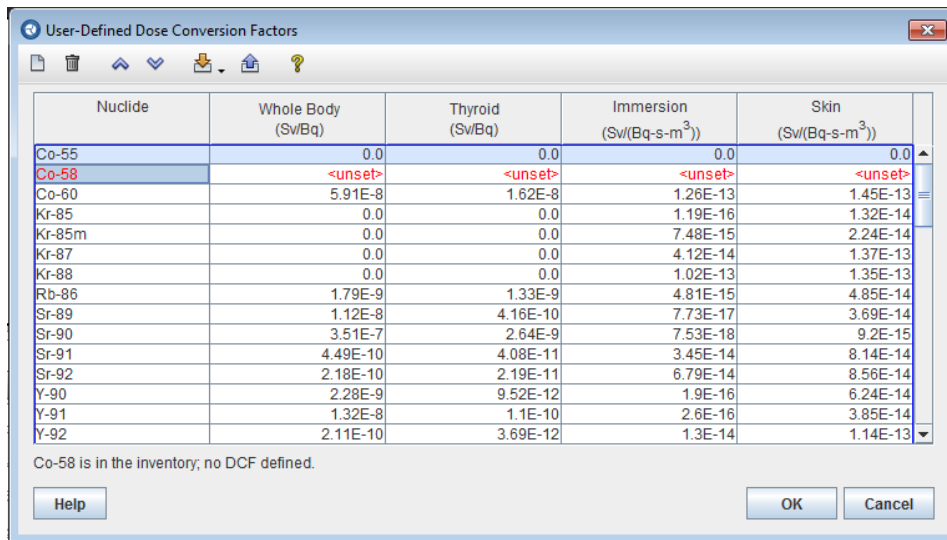 User-Defined Dose Conversion Factors
Nuclide Whole Body (Sv/Bq) Thyroid (Sv/Bq) Immersion (Sv/(Bq-s-m³)) Skin (Sv/(Bq-s-m³))
Co-55 0.0 0.0 0.0 0.0
Co-58 <unset> <unset> <unset> <unset>
Co-60 5.91E-8 1.62E-8 1.26E-13 1.45E-13
Kr-85 0.0 0.0 1.19E-16 1.32E-14
Kr-85m 0.0 0.0 7.48E-15 2.24E-14
Kr-87 0.0 0.0 4.12E-14 1.37E-13
Kr-88 0.0 0.0 1.02E-13 1.35E-13
Rb-86 1.79E-9 1.33E-9 4.81E-15 4.85E-14
Sr-89 1.12E-8 4.16E-10 7.73E-17 3.69E-14
Sr-90 3.51E-7 2.64E-9 7.53E-18 9.2E-15
Sr-91 4.49E-10 4.08E-11 3.45E-14 8.14E-14
Sr-92 2.18E-10 2.19E-11 6.79E-14 8.56E-14
Y-90 2.28E-9 9.52E-12 1.9E-16 6.24E-14
Y-91 1.32E-8 1.1E-10 2.6E-16 3.85E-14
Y-92 2.11E-10 3.69E-12 1.3E-14 1.14E-13
Co-58 is in the inventory; no DCF defined.
Help OK Cancel